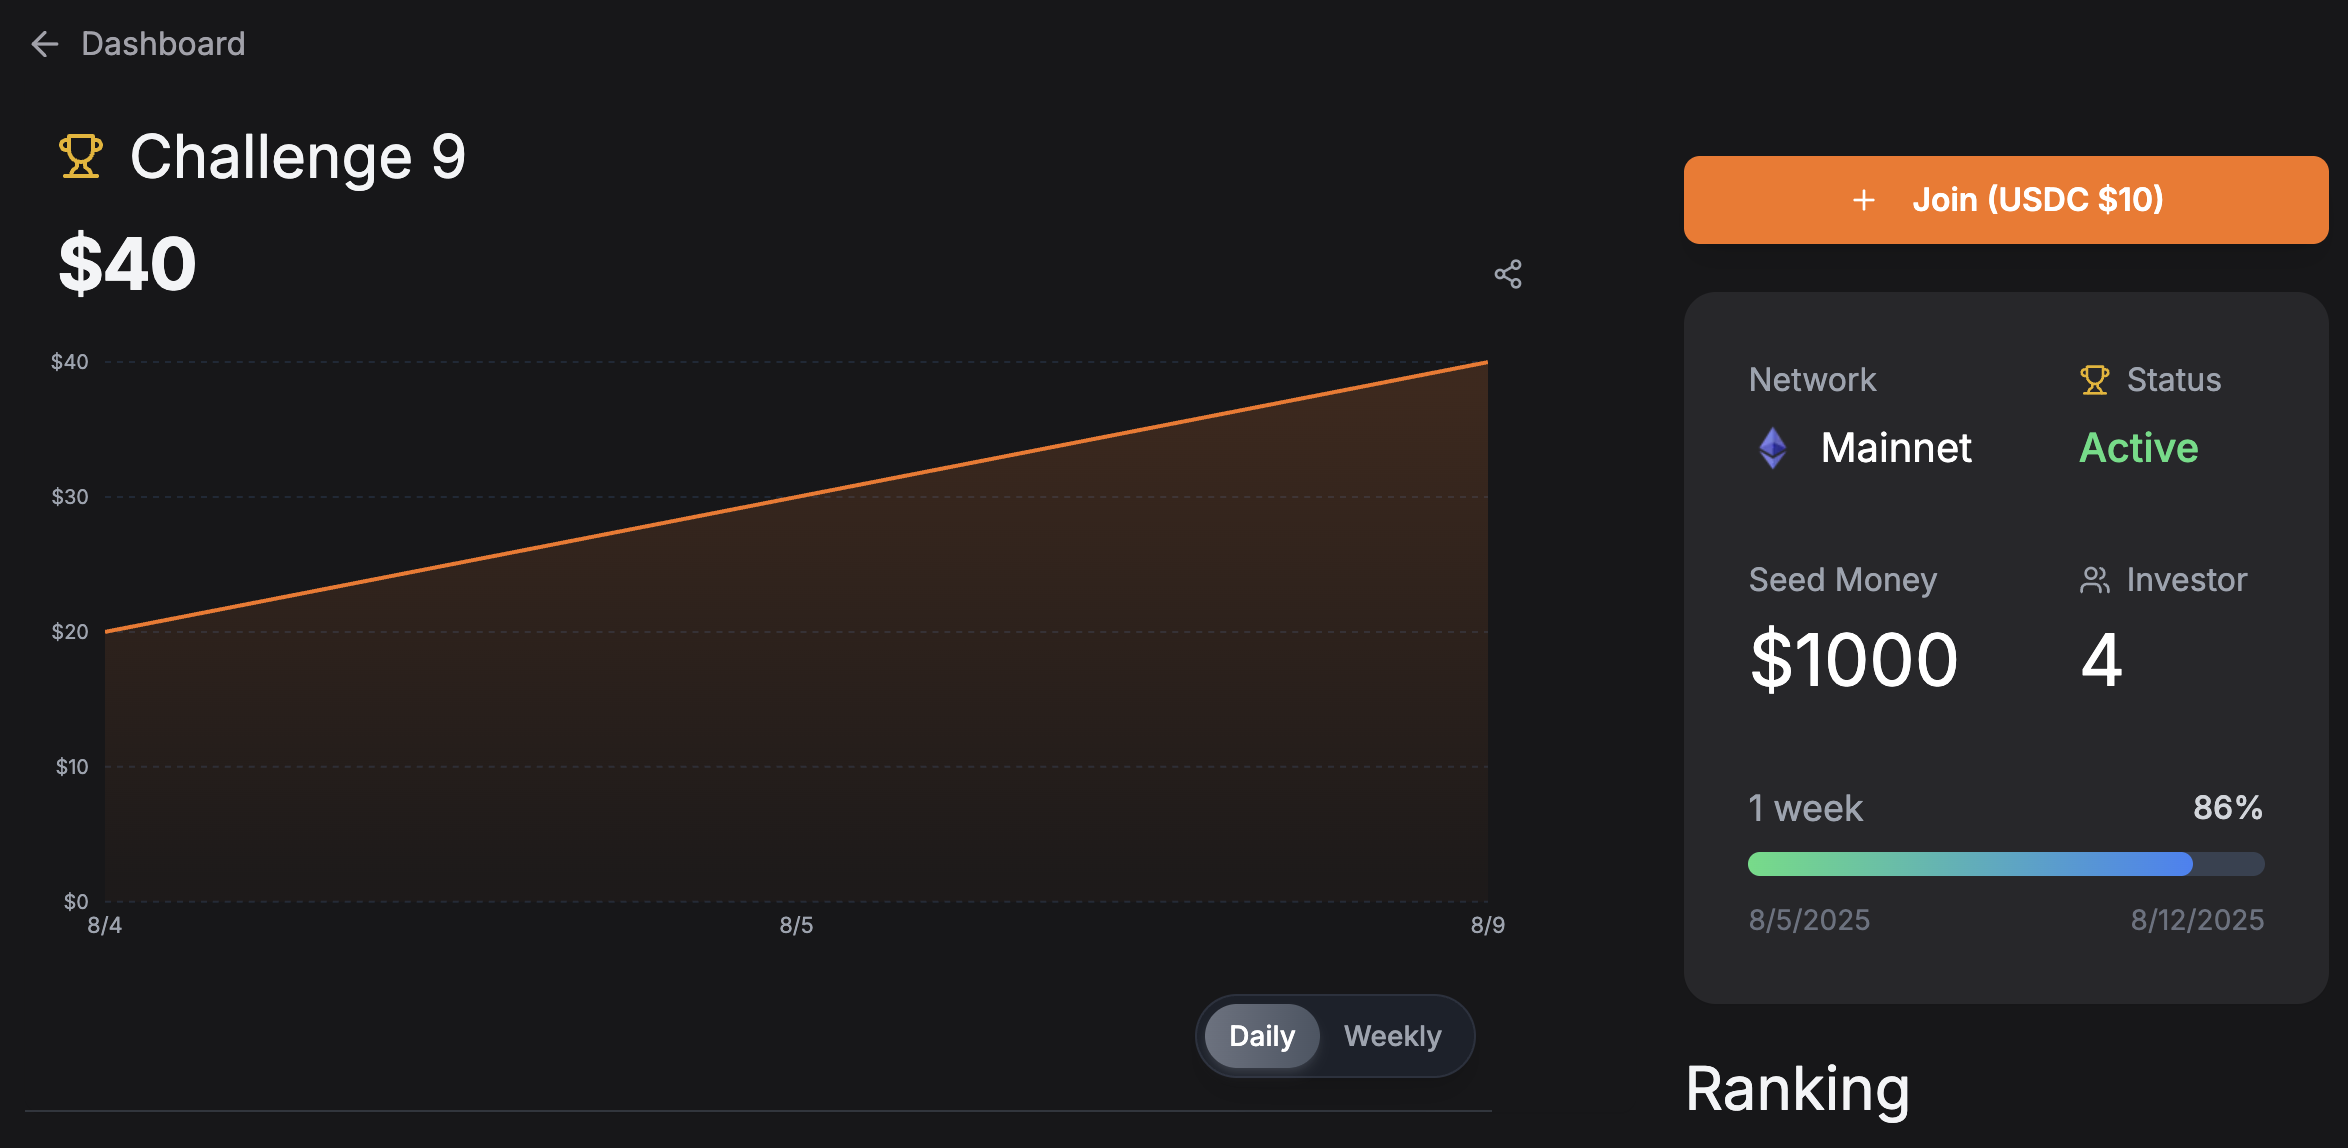 Dashboard
Challenge 9
$40
$40
$30
$20
$10
$0
8/4
8/5
8/9
Daily
Weekly
Join (USDC $10)
Network
Status
Mainnet
Active
Seed Money
Investor
$1000
4
1 week
86%
8/5/2025
8/12/2025
Ranking